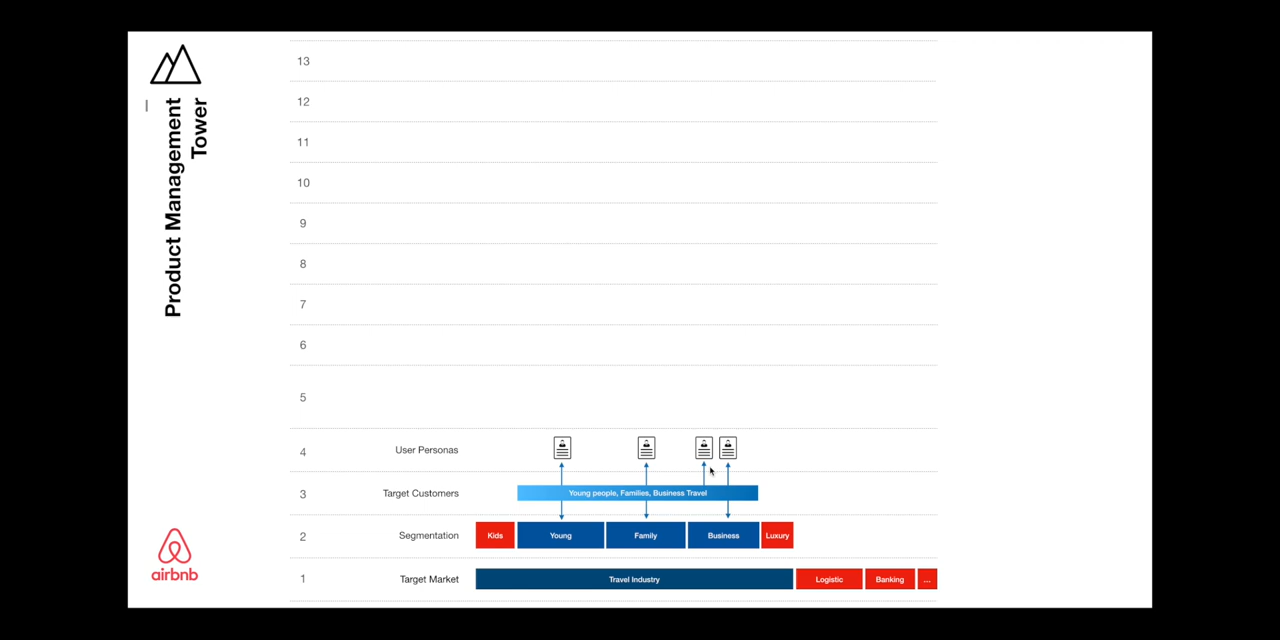 Product Management
Tower
13
12
11
10
9
8
7
6
5
4 User Personas
3 Target Customers Young people, Families, Business Travel
2 Segmentation Kids Young Family Business Luxury
1 Target Market Travel Industry Logistic Banking ...
airbnb